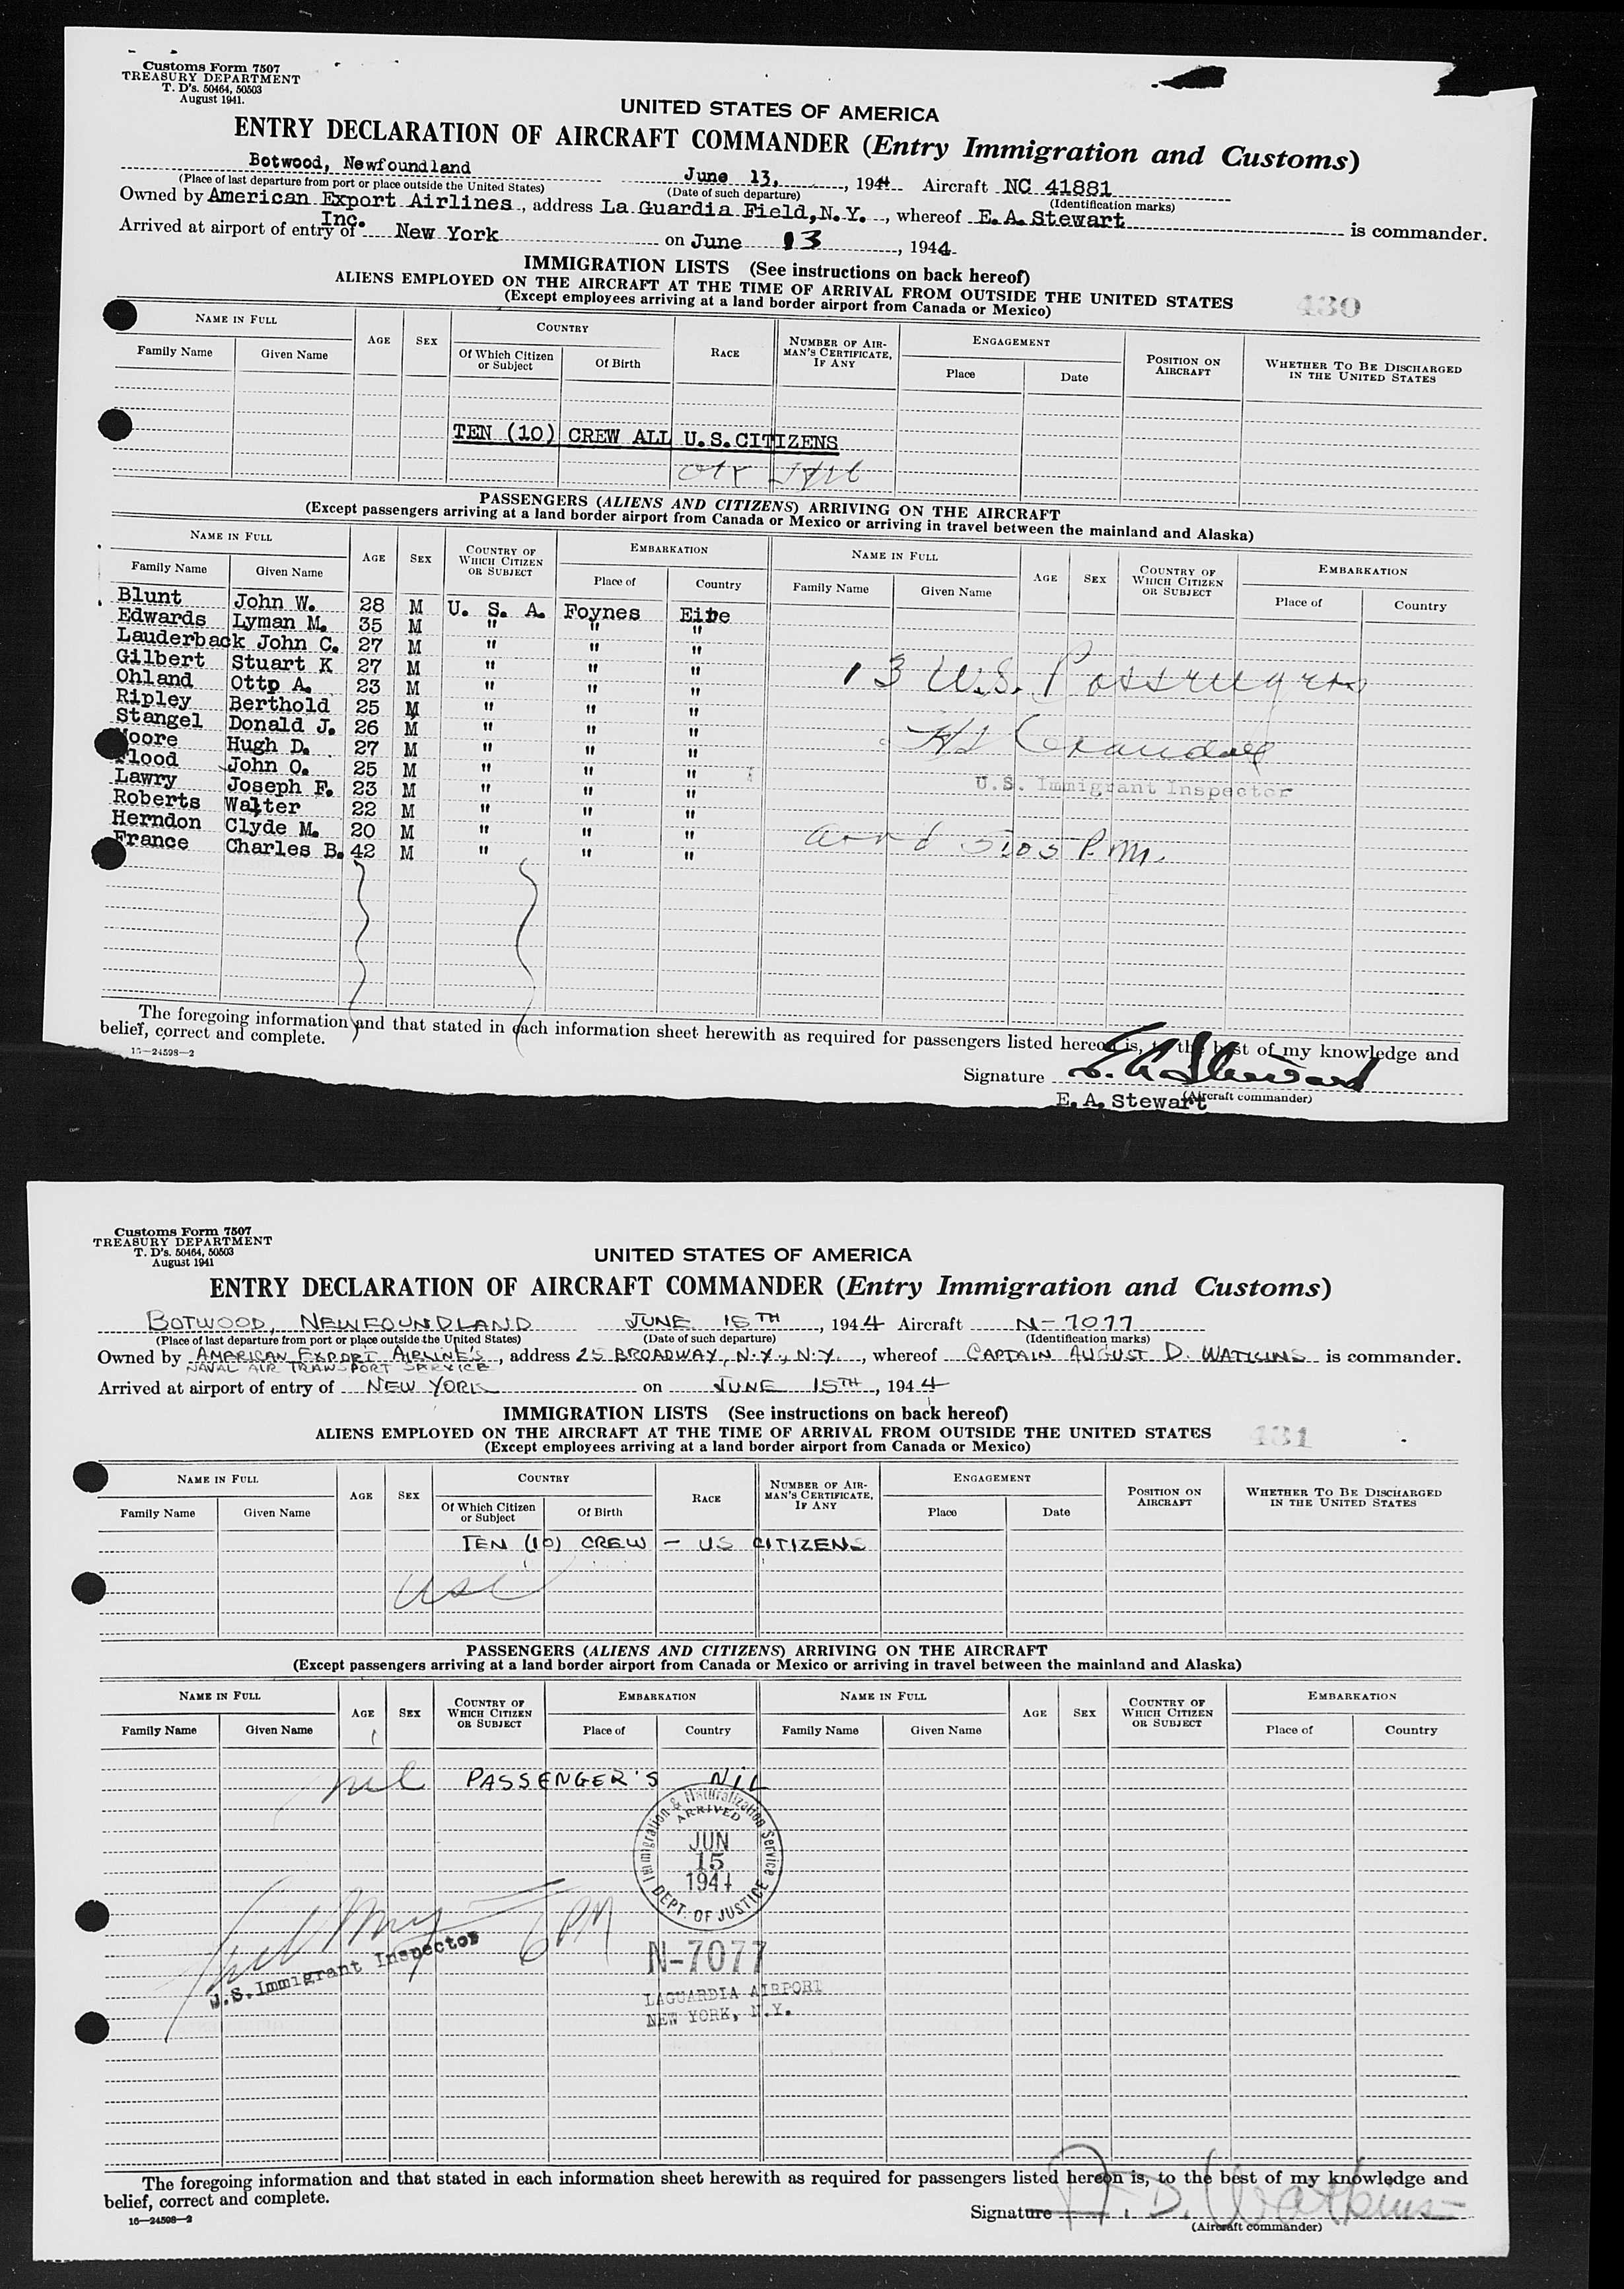 Customs Form 7507
TREASURY DEPARTMENT
T. D's. 50464, 50503
August 1941.
UNITED STATES OF AMERICA
ENTRY DECLARATION OF AIRCRAFT COMMANDER (Entry Immigration and Customs)
Botwood, Newfoundland June 13, , 1944 Aircraft NC 41881
(Place of last departure from port or place outside the United States) (Date of such departure) (Identification marks)
Owned by American Export Airlines , address La Guardia Field, N.Y. , whereof E. A. Stewart is commander.
Inc.
Arrived at airport of entry of New York on June 13 , 1944
IMMIGRATION LISTS (See instructions on back hereof)
ALIENS EMPLOYED ON THE AIRCRAFT AT THE TIME OF ARRIVAL FROM OUTSIDE THE UNITED STATES
(Except employees arriving at a land border airport from Canada or Mexico)
430
NAME IN FULL AGE SEX COUNTRY RACE NUMBER OF AIRMAN'S CERTIFICATE, IF ANY ENGAGEMENT POSITION ON AIRCRAFT WHETHER TO BE DISCHARGED IN THE UNITED STATES
Family Name Given Name Of Which Citizen or Subject Of Birth Place Date
TEN (10) CREW ALL U.S.CITIZENS
PASSENGERS (ALIENS AND CITIZENS) ARRIVING ON THE AIRCRAFT
(Except passengers arriving at a land border airport from Canada or Mexico or arriving in travel between the mainland and Alaska)
NAME IN FULL AGE SEX COUNTRY OF WHICH CITIZEN OR SUBJECT EMBARKATION NAME IN FULL AGE SEX COUNTRY OF WHICH CITIZEN OR SUBJECT EMBARKATION
Family Name Given Name Place of Country Family Name Given Name Place of Country
Blunt John W. 28 M U. S. A. Foynes Eire
Edwards Lyman M. 35 M " " "
Lauderback John C. 27 M " " "
Gilbert Stuart K 27 M " " "
Ohland Otto A. 23 M " " "
Ripley Berthold 25 M " " "
Stangel Donald J. 26 M " " "
Moore Hugh D. 27 M " " "
Flood John O. 25 M " " "
Lawry Joseph F. 23 M " " "
Roberts Walter 22 M " " "
Herndon Clyde M. 20 M " " "
France Charles B. 42 M " " "
13 U.S. Passengers
U.S. Immigrant Inspector
arrd 5:05 P.m.
The foregoing information and that stated in each information sheet herewith as required for passengers listed hereon is, to the best of my knowledge and
belief, correct and complete.
16—24598—2
Signature E. A. Stewart
(Aircraft commander)
E. A. Stewart
Customs Form 7507
TREASURY DEPARTMENT
T. D's. 50464, 50503
August 1941
UNITED STATES OF AMERICA
ENTRY DECLARATION OF AIRCRAFT COMMANDER (Entry Immigration and Customs)
BOTWOOD, NEWFOUNDLAND JUNE 15TH , 1944 Aircraft N-7077
(Place of last departure from port or place outside the United States) (Date of such departure) (Identification marks)
Owned by AMERICAN EXPORT AIRLINE'S , address 25 BROADWAY, N.Y., N.Y. , whereof CAPTAIN AUGUST D. WATKINS is commander.
NAVAL AIR TRANSPORT SERVICE
Arrived at airport of entry of NEW YORK on JUNE 15TH , 1944
IMMIGRATION LISTS (See instructions on back hereof)
ALIENS EMPLOYED ON THE AIRCRAFT AT THE TIME OF ARRIVAL FROM OUTSIDE THE UNITED STATES
(Except employees arriving at a land border airport from Canada or Mexico)
431
NAME IN FULL AGE SEX COUNTRY RACE NUMBER OF AIRMAN'S CERTIFICATE, IF ANY ENGAGEMENT POSITION ON AIRCRAFT WHETHER TO BE DISCHARGED IN THE UNITED STATES
Family Name Given Name Of Which Citizen or Subject Of Birth Place Date
TEN (10) CREW — US CITIZENS
USC
PASSENGERS (ALIENS AND CITIZENS) ARRIVING ON THE AIRCRAFT
(Except passengers arriving at a land border airport from Canada or Mexico or arriving in travel between the mainland and Alaska)
NAME IN FULL AGE SEX COUNTRY OF WHICH CITIZEN OR SUBJECT EMBARKATION NAME IN FULL AGE SEX COUNTRY OF WHICH CITIZEN OR SUBJECT EMBARKATION
Family Name Given Name Place of Country Family Name Given Name Place of Country
nil PASSENGER'S NIL
Immigration & Naturalization Service
ARRIVED
JUN
15
1944
DEPT. OF JUSTICE
6 PM
U.S. Immigrant Inspector
N-7077
LAGUARDIA AIRPORT
NEW YORK, N.Y.
The foregoing information and that stated in each information sheet herewith as required for passengers listed hereon is, to the best of my knowledge and
belief, correct and complete.
16—24598—2
Signature A. D. Watkins
(Aircraft commander)